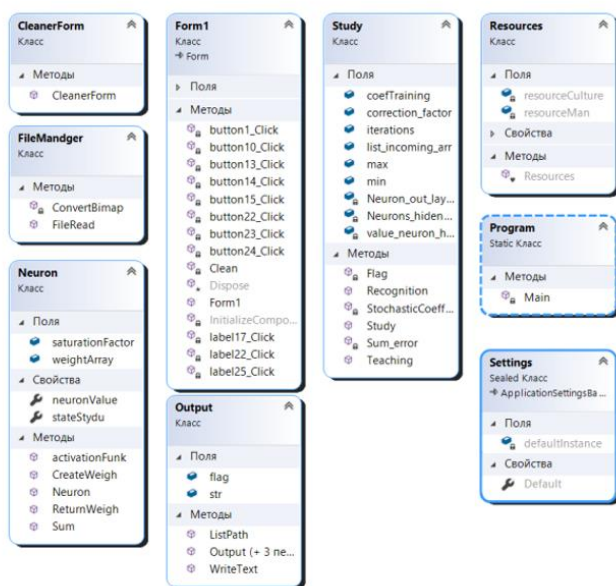 CleanerForm
Класс
Методы
CleanerForm
FileMandger
Класс
Методы
ConvertBimap
FileRead
Neuron
Класс
Поля
saturationFactor
weightArray
Свойства
neuronValue
stateStydu
Методы
activationFunk
CreateWeigh
Neuron
ReturnWeigh
Sum
Form1
Класс
Form
Поля
Методы
button1_Click
button10_Click
button13_Click
button14_Click
button15_Click
button22_Click
button23_Click
button24_Click
Clean
Dispose
Form1
InitializeCompo...
label17_Click
label22_Click
label25_Click
Output
Класс
Поля
flag
str
Методы
ListPath
Output (+ 3 пе...
WriteText
Study
Класс
Поля
coefTraining
correction_factor
iterations
list_incoming_arr
max
min
Neuron_out_lay...
Neurons_hiden...
value_neuron_h...
Методы
Flag
Recognition
StochasticCoeff...
Study
Sum_error
Teaching
Resources
Класс
Поля
resourceCulture
resourceMan
Свойства
Методы
Resources
Program
Static Класс
Методы
Main
Settings
Sealed Класс
ApplicationSettingsBa...
Поля
defaultInstance
Свойства
Default